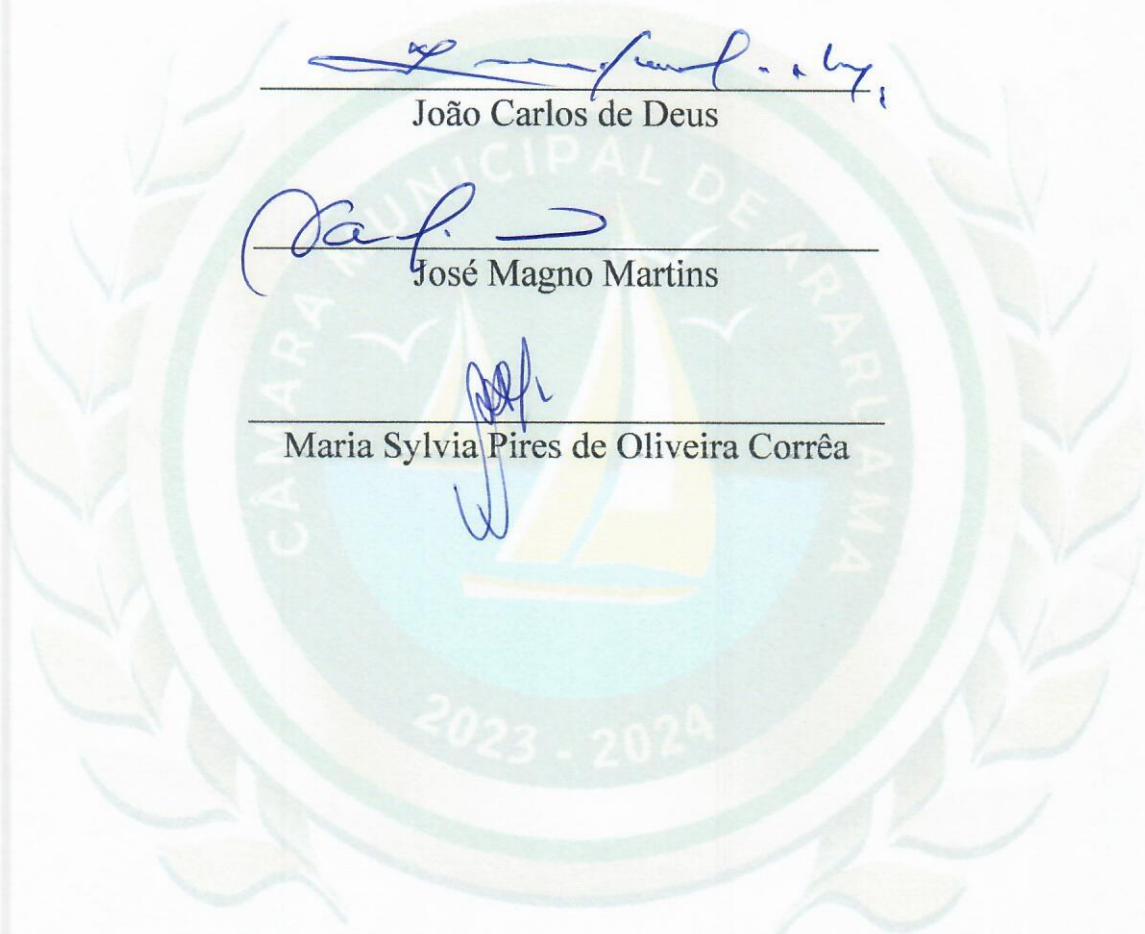 João Carlos de Deus
José Magno Martins
Maria Sylvia Pires de Oliveira Corrêa
CÂMARA MUNICIPAL DE ARARUAMA
2023 - 2024